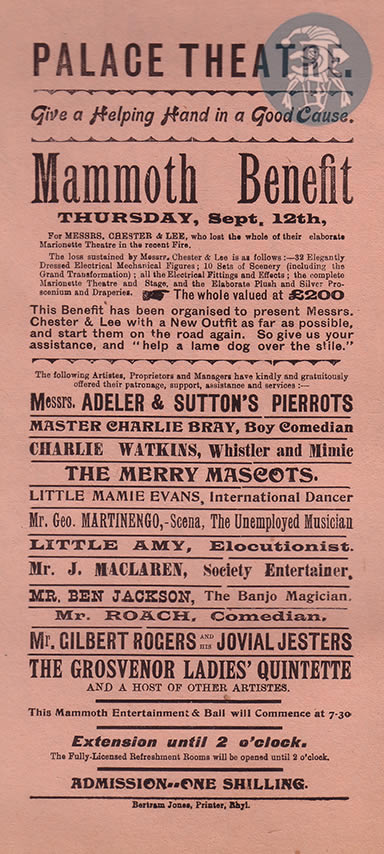 PALACE THEATRE.
Give a Helping Hand in a Good Cause.
Mammoth Benefit
THURSDAY, Sept. 12th,
For MESSRS. CHESTER & LEE, who lost the whole of their elaborate
Marionette Theatre in the recent Fire.
The loss sustained by Messrs. Chester & Lee is as follows :—32 Elegantly
Dressed Electrical Mechanical Figures ; 10 Sets of Scenery (including the
Grand Transformation) ; all the Electrical Fittings and Effects ; the complete
Marionette Theatre and Stage, and the Elaborate Plush and Silver Pro-
scenium and Draperies. The whole valued at £200
This Benefit has been organised to present Messrs.
Chester & Lee with a New Outfit as far as possible,
and start them on the road again. So give us your
assistance, and "help a lame dog over the stile."
The following Artistes, Proprietors and Managers have kindly and gratuitously
offered their patronage, support, assistance and services :—
Messrs. ADELER & SUTTON'S PIERROTS
MASTER CHARLIE BRAY, Boy Comedian
CHARLIE WATKINS, Whistler and Mimic
THE MERRY MASCOTS.
LITTLE MAMIE EVANS, International Dancer
Mr. Geo. MARTINENGO,-Scena, The Unemployed Musician
LITTLE AMY, Elocutionist.
Mr. J. MACLAREN, Society Entertainer.
MR. BEN JACKSON, The Banjo Magician.
Mr. ROACH, Comedian,
Mr. GILBERT ROGERS AND HIS JOVIAL JESTERS
THE GROSVENOR LADIES' QUINTETTE
AND A HOST OF OTHER ARTISTES.
This Mammoth Entertainment & Ball will Commence at 7-30
Extension until 2 o'clock.
The Fully-Licensed Refreshment Rooms will be opened until 2 o'clock.
ADMISSION--ONE SHILLING.
Bertram Jones, Printer, Rhyl.